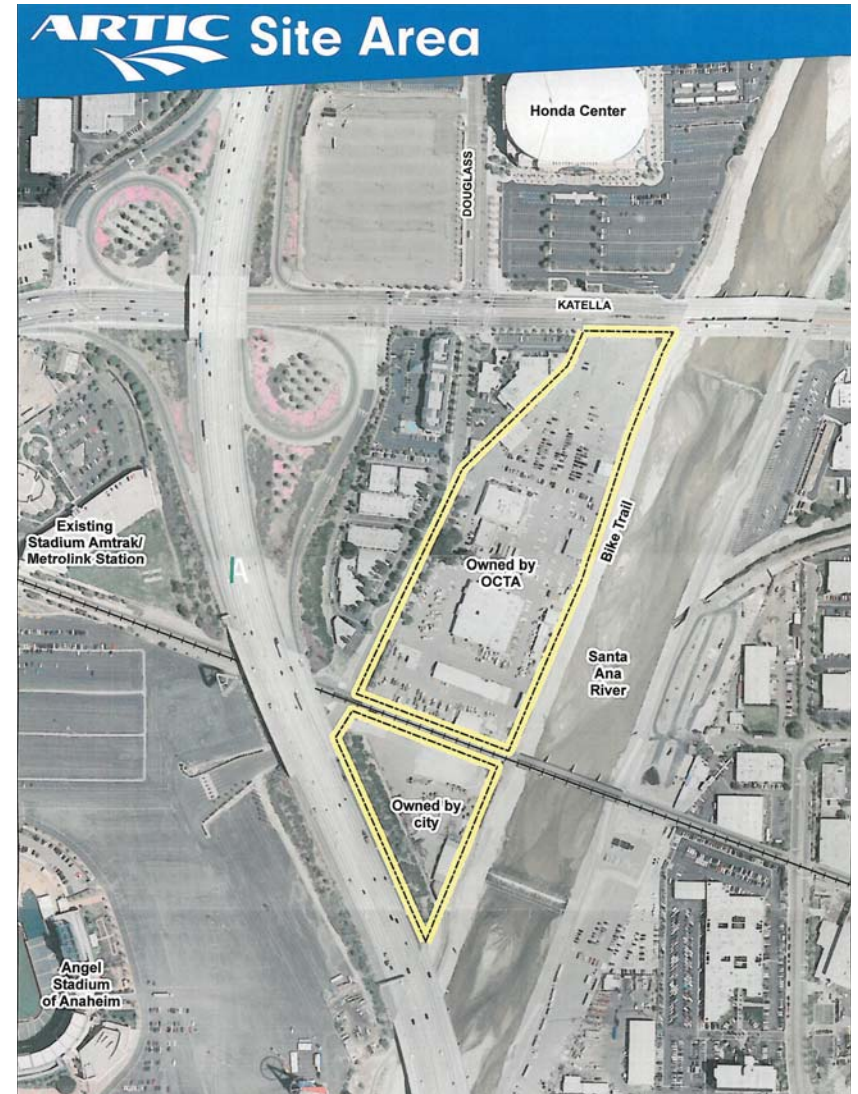 ARTIC Site Area
Honda Center
DOUGLASS
KATELLA
Existing
Stadium Amtrak/
Metrolink Station
Bike Trail
Owned by
OCTA
Santa
Ana
River
Owned by
city
Angel
Stadium
of Anaheim